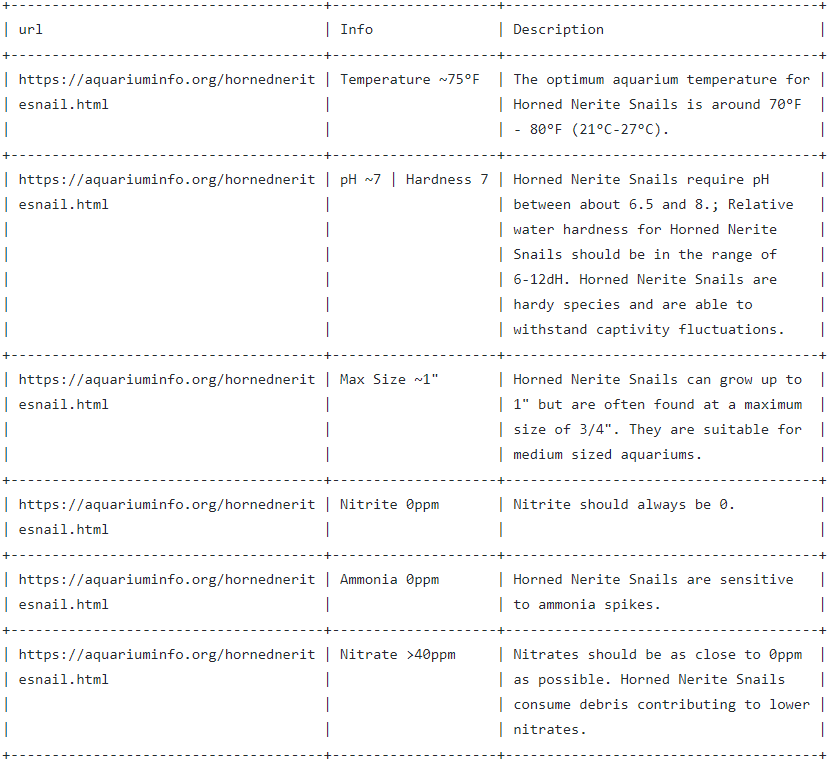 +--------------------------------------+--------------------+--------------------------------------+
| url | Info | Description |
+--------------------------------------+--------------------+--------------------------------------+
| https://aquariuminfo.org/hornednerit | Temperature ~75°F | The optimum aquarium temperature for |
| esnail.html | | Horned Nerite Snails is around 70°F |
| | | - 80°F (21°C-27°C). |
+--------------------------------------+--------------------+--------------------------------------+
| https://aquariuminfo.org/hornednerit | pH ~7 | Hardness 7 | Horned Nerite Snails require pH |
| esnail.html | | between about 6.5 and 8.; Relative |
| | | water hardness for Horned Nerite |
| | | Snails should be in the range of |
| | | 6-12dH. Horned Nerite Snails are |
| | | hardy species and are able to |
| | | withstand captivity fluctuations. |
+--------------------------------------+--------------------+--------------------------------------+
| https://aquariuminfo.org/hornednerit | Max Size ~1" | Horned Nerite Snails can grow up to |
| esnail.html | | 1" but are often found at a maximum |
| | | size of 3/4". They are suitable for |
| | | medium sized aquariums. |
+--------------------------------------+--------------------+--------------------------------------+
| https://aquariuminfo.org/hornednerit | Nitrite 0ppm | Nitrite should always be 0. |
| esnail.html | | |
+--------------------------------------+--------------------+--------------------------------------+
| https://aquariuminfo.org/hornednerit | Ammonia 0ppm | Horned Nerite Snails are sensitive |
| esnail.html | | to ammonia spikes. |
+--------------------------------------+--------------------+--------------------------------------+
| https://aquariuminfo.org/hornednerit | Nitrate >40ppm | Nitrates should be as close to 0ppm |
| esnail.html | | as possible. Horned Nerite Snails |
| | | consume debris contributing to lower |
| | | nitrates. |
+--------------------------------------+--------------------+--------------------------------------+